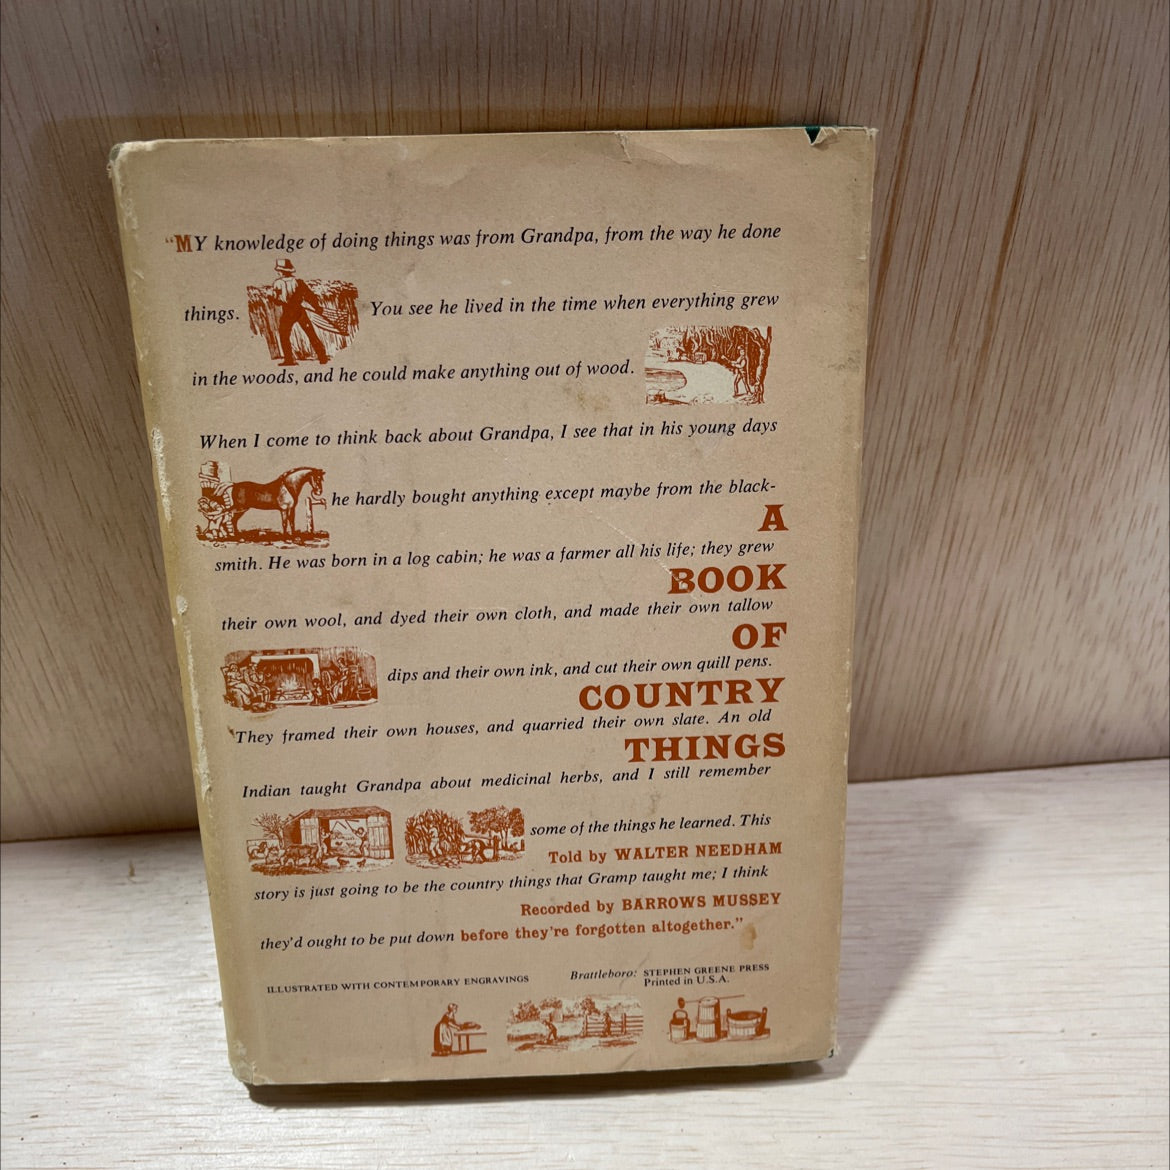 “MY knowledge of doing things was from Grandpa, from the way he done
things. You see he lived in the time when everything grew
in the woods, and he could make anything out of wood.
When I come to think back about Grandpa, I see that in his young days
he hardly bought anything except maybe from the black-
A
smith. He was born in a log cabin; he was a farmer all his life; they grew
BOOK
their own wool, and dyed their own cloth, and made their own tallow
OF
dips and their own ink, and cut their own quill pens.
COUNTRY
They framed their own houses, and quarried their own slate. An old
THINGS
Indian taught Grandpa about medicinal herbs, and I still remember
some of the things he learned. This
Told by WALTER NEEDHAM
story is just going to be the country things that Gramp taught me; I think
Recorded by BARROWS MUSSEY
they'd ought to be put down before they're forgotten altogether.”
ILLUSTRATED WITH CONTEMPORARY ENGRAVINGS
Brattleboro: STEPHEN GREENE PRESS
Printed in U.S.A.